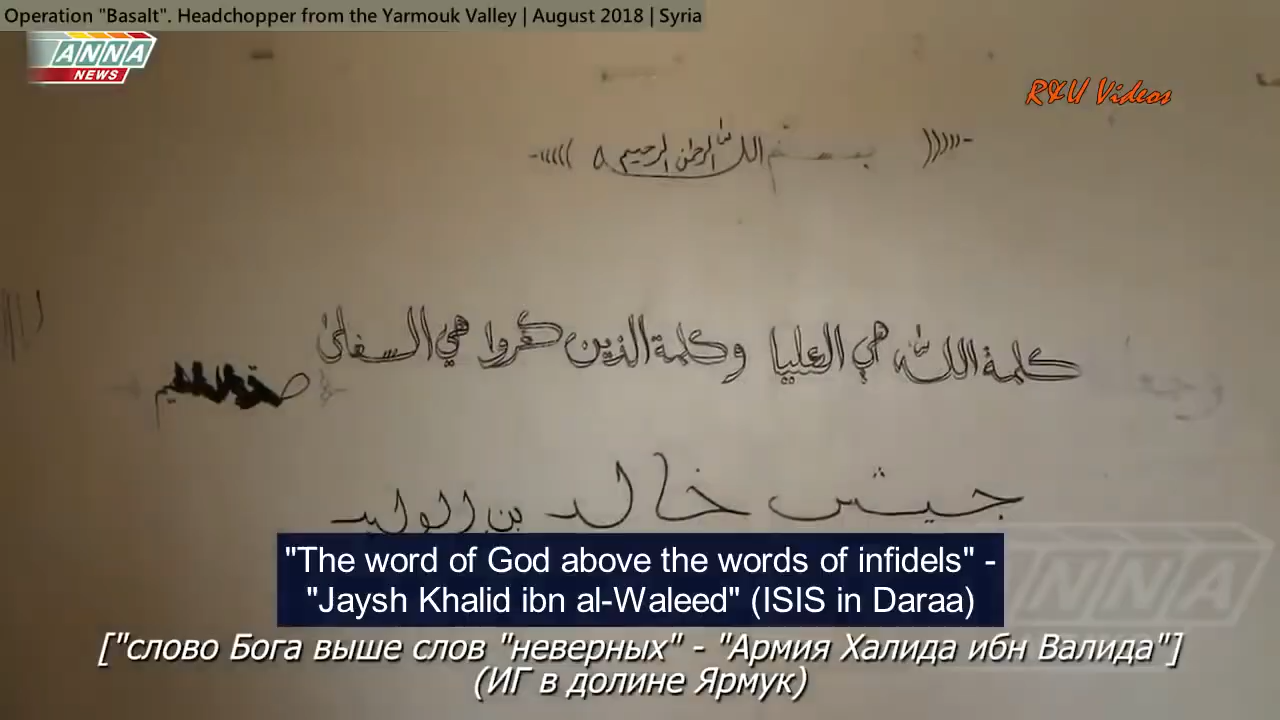 Operation "Basalt". Headchopper from the Yarmouk Valley | August 2018 | Syria
ANNA
NEWS
R&U Videos
بسم الله الرحمن الرحيم
كلمة الله هي العليا وكلمة الذين كفروا هي السفلى
جيش خالد بن الوليد
"The word of God above the words of infidels" -
"Jaysh Khalid ibn al-Waleed" (ISIS in Daraa)
ANNA
["слово Бога выше слов "неверных" - "Армия Халида ибн Валида"]
(ИГ в долине Ярмук)